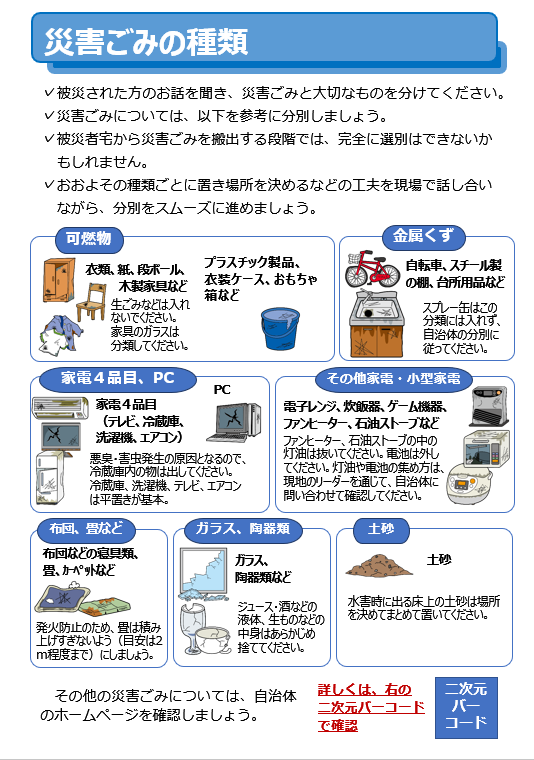 災害ごみの種類
✓被災された方のお話を聞き、災害ごみと大切なものを分けてください。
✓災害ごみについては、以下を参考に分別しましょう。
✓被災者宅から災害ごみを搬出する段階では、完全に選別はできないか
もしれません。
✓おおよその種類ごとに置き場所を決めるなどの工夫を現場で話し合い
ながら、分別をスムーズに進めましょう。
可燃物
衣類、紙、段ボール、
木製家具など
生ごみなどは入れ
ないでください。
家具のガラスは
分類してください。
プラスチック製品、
衣装ケース、おもちゃ
箱など
金属くず
自転車、スチール製
の棚、台所用品など
スプレー缶はこの
分類には入れず、
自治体の分別に
従ってください。
家電４品目、PC
家電４品目
（テレビ、冷蔵庫、
洗濯機、エアコン）
PC
悪臭・害虫発生の原因となるので、
冷蔵庫内の物は出してください。
冷蔵庫、洗濯機、テレビ、エアコン
は平置きが基本。
その他家電・小型家電
電子レンジ、炊飯器、ゲーム機器、
ファンヒーター、石油ストーブなど
ファンヒーター、石油ストーブの中の
灯油は抜いてください。電池は外し
てください。灯油や電池の集め方は、
現地のリーダーを通じて、自治体に
問い合わせて確認してください。
布団、畳など
布団などの寝具類、
畳、ｶｰﾍﾟｯﾄなど
発火防止のため、畳は積み
上げすぎないよう（目安は2
ｍ程度まで）にしましょう。
ガラス、陶器類
ガラス、
陶器類など
ジュース・酒などの
液体、生ものなどの
中身はあらかじめ
捨ててください。
土砂
土砂
水害時に出る床上の土砂は場所
を決めてまとめて置いてください。
その他の災害ごみについては、自治体
のホームページを確認しましょう。
詳しくは、右の
二次元バーコード
で確認
二次元
バー
コード